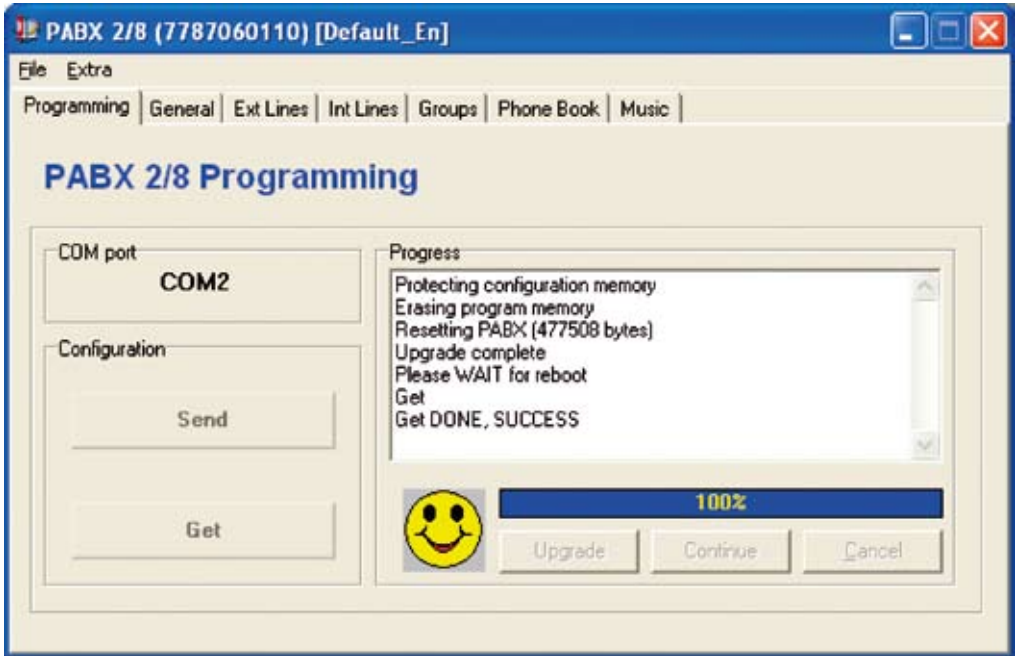 PABX 2/8 (7787060110) [Default_En]
File Extra
Programming General Ext Lines Int Lines Groups Phone Book Music
PABX 2/8 Programming
COM port
COM2
Configuration
Send
Get
Progress
Protecting configuration memory
Erasing program memory
Resetting PABX (477508 bytes)
Upgrade complete
Please WAIT for reboot
Get
Get DONE, SUCCESS
100%
Upgrade Continue Cancel